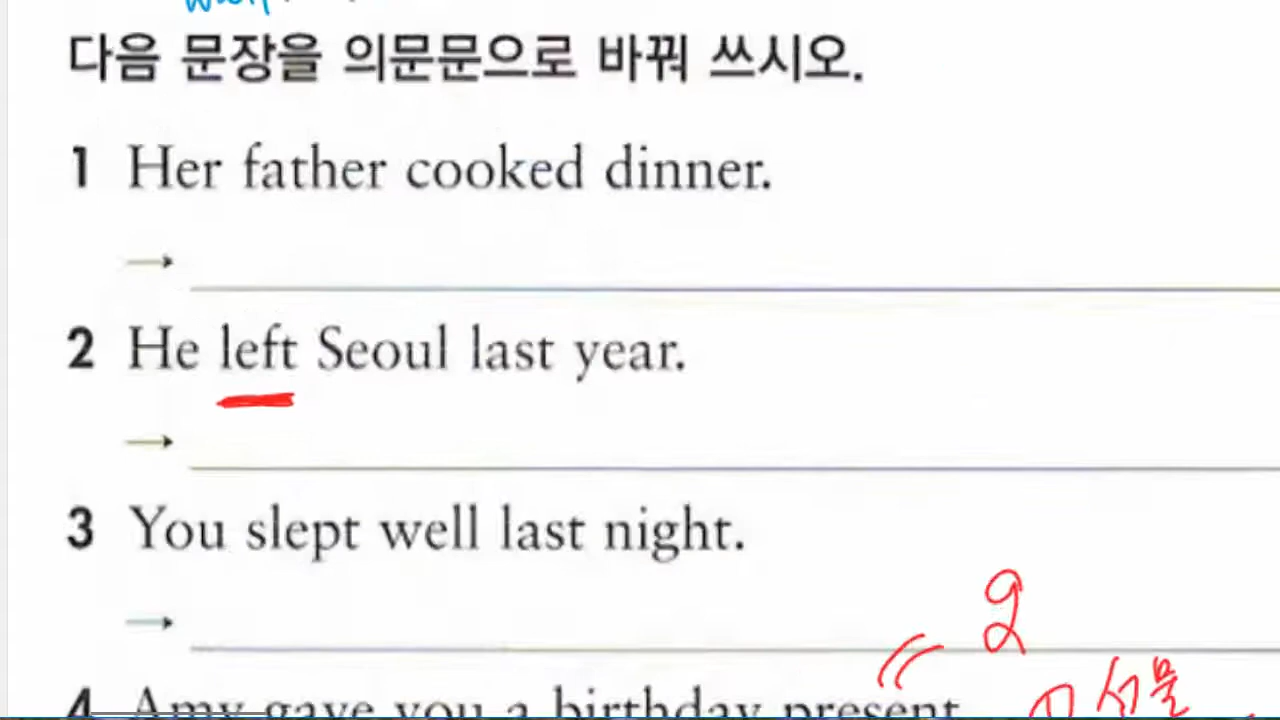 다음 문장을 의문문으로 바꿔 쓰시오.
1 Her father cooked dinner.
→
2 He left Seoul last year.
→
3 You slept well last night.
→
4 Amy gave you a birthday present.
선물